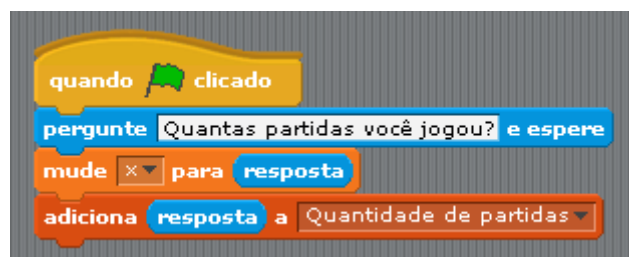 quando clicado
pergunte Quantas partidas você jogou? e espere
mude x para resposta
adiciona resposta a Quantidade de partidas